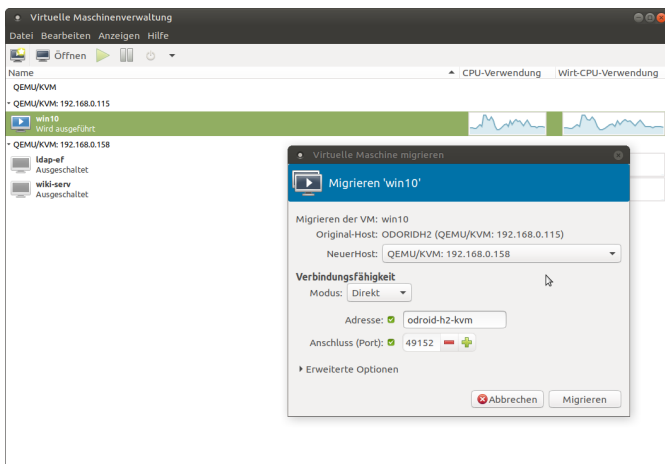 Virtuelle Maschinenverwaltung
Datei Bearbeiten Anzeigen Hilfe
Öffnen
Name CPU-Verwendung Wirt-CPU-Verwendung
QEMU/KVM
QEMU/KVM: 192.168.0.115
win10
Wird ausgeführt
QEMU/KVM: 192.168.0.158
ldap-ef
Ausgeschaltet
wiki-serv
Ausgeschaltet
Virtuelle Maschine migrieren
Migrieren 'win10'
Migrieren der VM: win10
Original-Host: ODORIDH2 (QEMU/KVM: 192.168.0.115)
NeuerHost: QEMU/KVM: 192.168.0.158
Verbindungsfähigkeit
Modus: Direkt
Adresse: odroid-h2-kvm
Anschluss (Port): 49152
Erweiterte Optionen
Abbrechen Migrieren